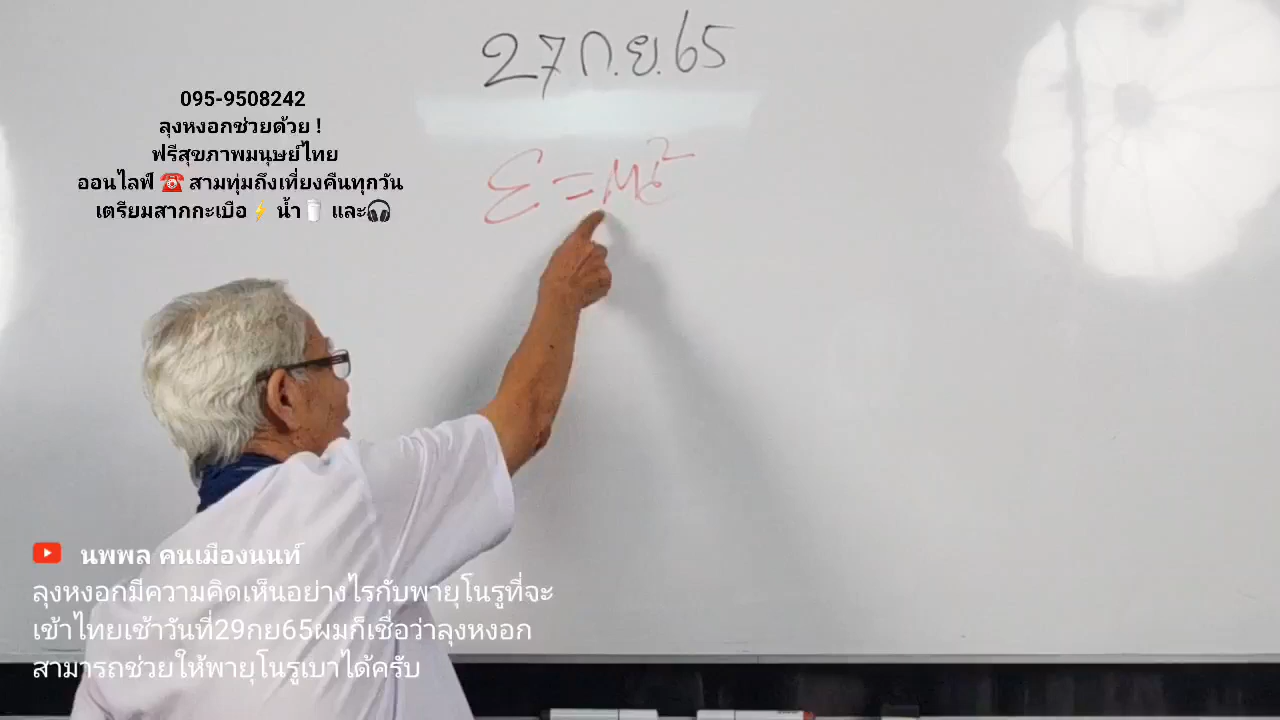 27 ก.ย. 65
095-9508242
ลุงหงอกช่วยด้วย !
ฟรีสุขภาพมนุษย์ไทย
ออนไลฟ์ ☎️ สามทุ่มถึงเที่ยงคืนทุกวัน
เตรียมสากกะเบือ⚡ น้ำ🥛 และ🎧
E = mc²
นพพล คนเมืองนนท์
ลุงหงอกมีความคิดเห็นอย่างไรกับพายุโนรูที่จะ
เข้าไทยเช้าวันที่29กย65ผมก็เชื่อว่าลุงหงอก
สามารถช่วยให้พายุโนรูเบาได้ครับ